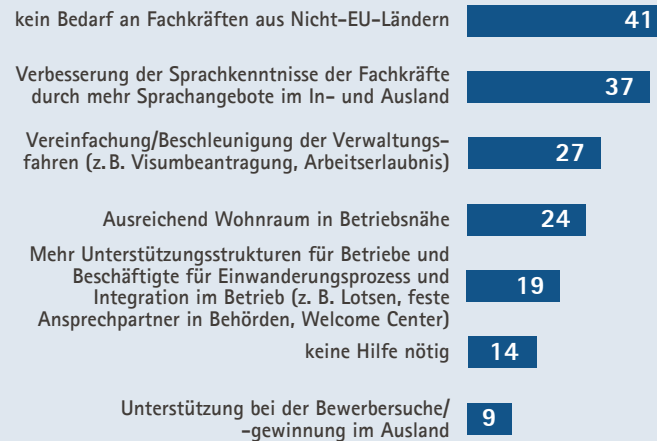 kein Bedarf an Fachkräften aus Nicht-EU-Ländern 41
Verbesserung der Sprachkenntnisse der Fachkräfte
durch mehr Sprachangebote im In- und Ausland 37
Vereinfachung/Beschleunigung der Verwaltungs-
fahren (z. B. Visumbeantragung, Arbeitserlaubnis) 27
Ausreichend Wohnraum in Betriebsnähe 24
Mehr Unterstützungsstrukturen für Betriebe und
Beschäftigte für Einwanderungsprozess und
Integration im Betrieb (z. B. Lotsen, feste 19
Ansprechpartner in Behörden, Welcome Center)
keine Hilfe nötig 14
Unterstützung bei der Bewerbersuche/
-gewinnung im Ausland 9